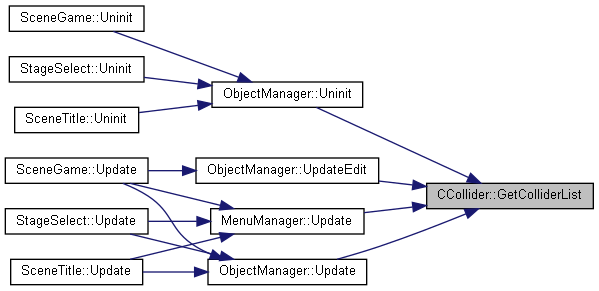 SceneGame::Uninit
StageSelect::Uninit
ObjectManager::Uninit
SceneTitle::Uninit
SceneGame::Update
ObjectManager::UpdateEdit
CCollider::GetColliderList
StageSelect::Update
MenuManager::Update
SceneTitle::Update
ObjectManager::Update